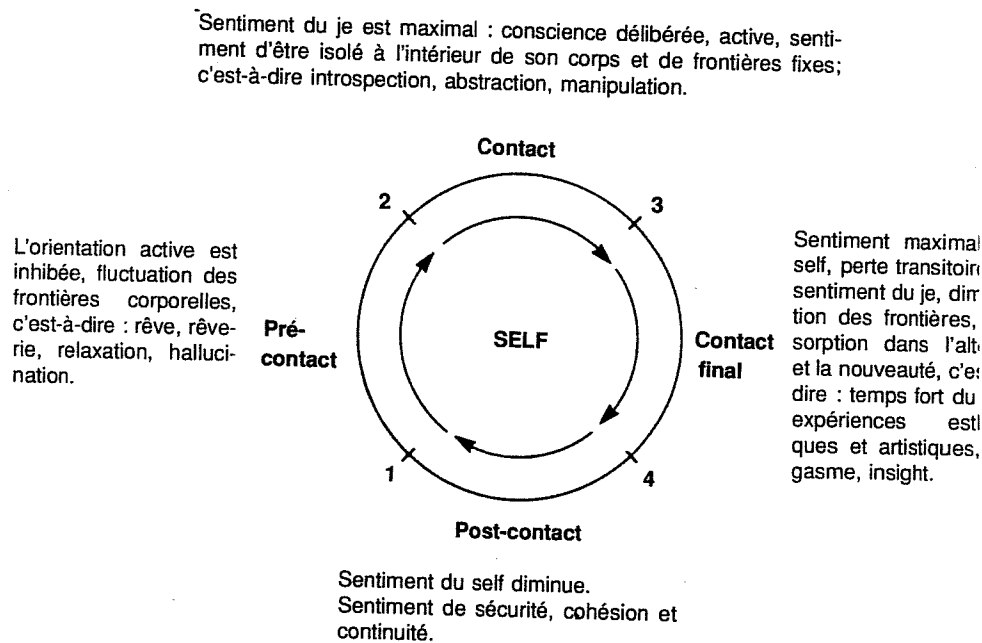 Sentiment du je est maximal : conscience délibérée, active, senti-
ment d'être isolé à l'intérieur de son corps et de frontières fixes;
c'est-à-dire introspection, abstraction, manipulation.
Contact
2
3
L'orientation active est
inhibée, fluctuation des
frontières corporelles,
c'est-à-dire : rêve, rêve-
rie, relaxation, halluci-
nation.
Pré-
contact
SELF
Contact
final
Sentiment maximal
self, perte transitoire
sentiment du je, dim
tion des frontières,
sorption dans l'alt
et la nouveauté, c'es
dire : temps fort du
expériences esth
ques et artistiques,
gasme, insight.
1
4
Post-contact
Sentiment du self diminue.
Sentiment de sécurité, cohésion et
continuité.